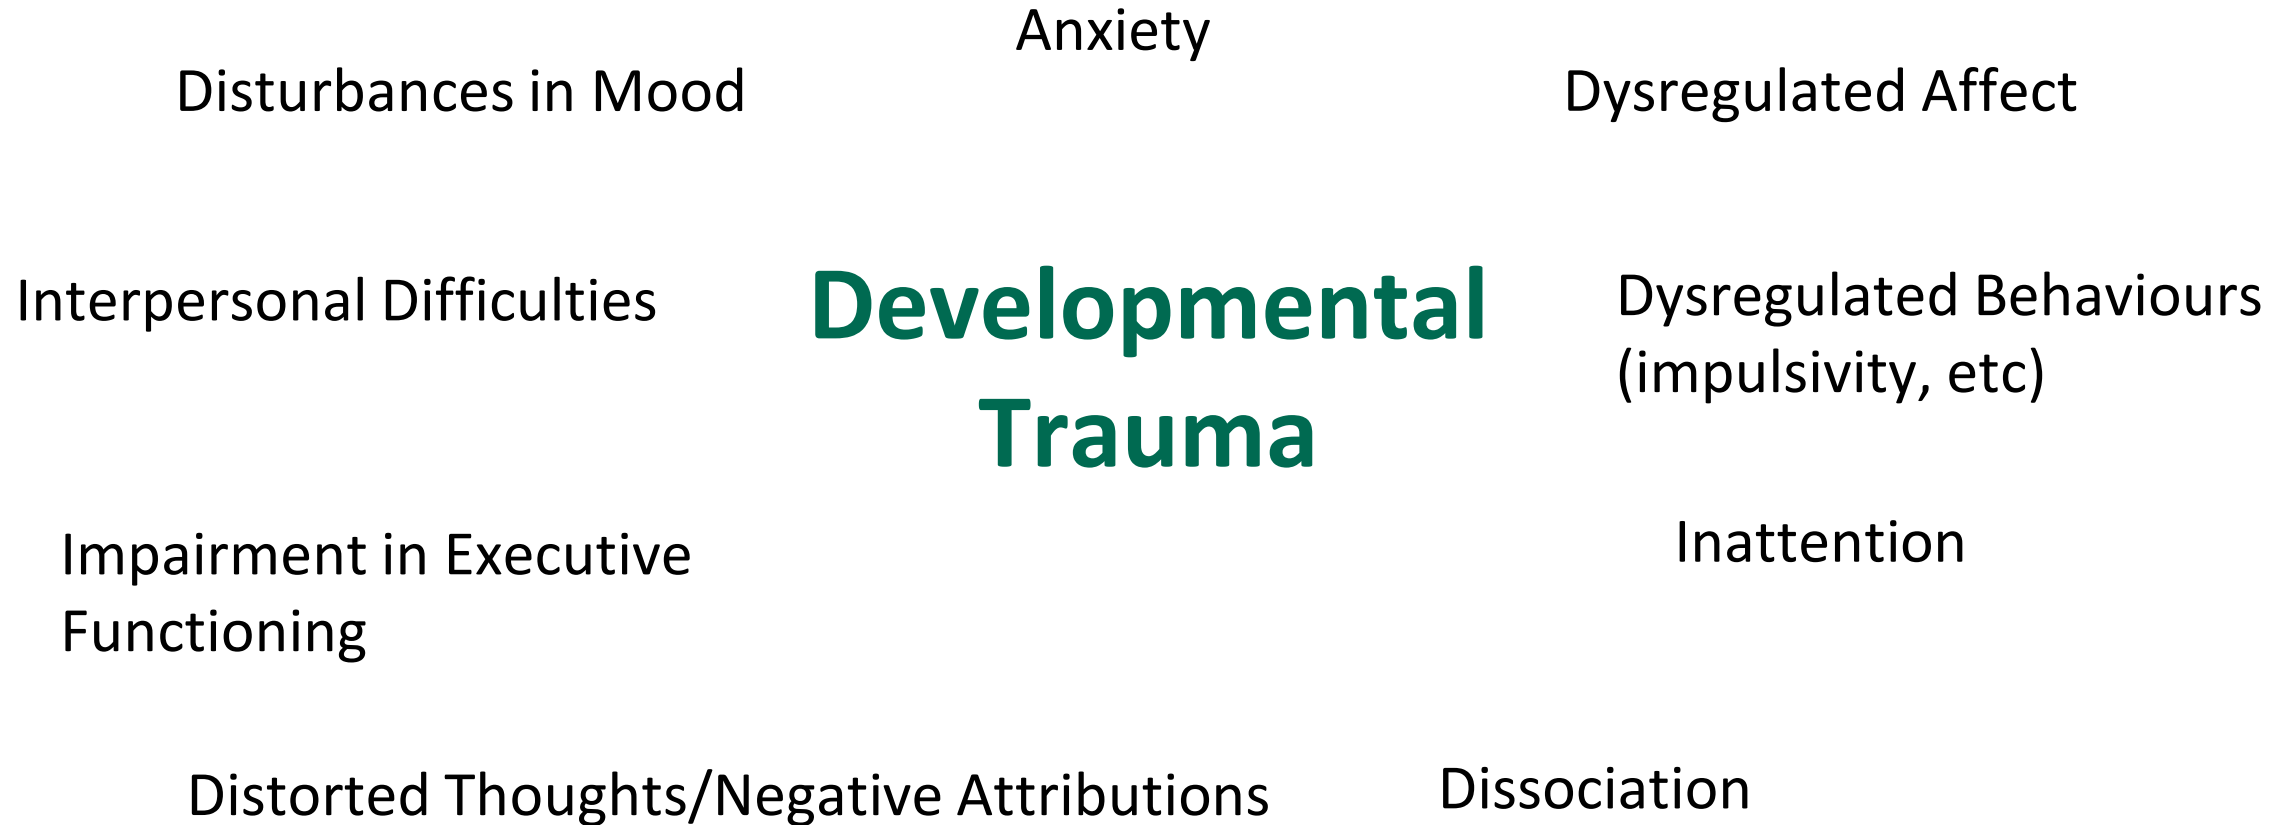 Anxiety
Disturbances in Mood
Dysregulated Affect
Interpersonal Difficulties
Developmental
Trauma
Dysregulated Behaviours
(impulsivity, etc)
Impairment in Executive
Functioning
Inattention
Distorted Thoughts/Negative Attributions
Dissociation